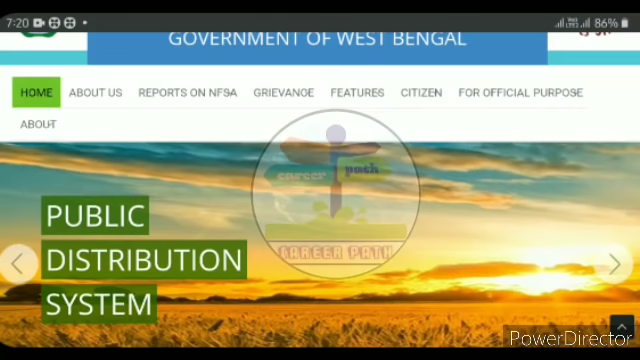 7:20 86%
GOVERNMENT OF WEST BENGAL
HOME ABOUT US REPORTS ON NFSA GRIEVANCE FEATURES CITIZEN FOR OFFICIAL PURPOSE
ABOUT
career path
PUBLIC
DISTRIBUTION
CAREER PATH
SYSTEM
PowerDirector